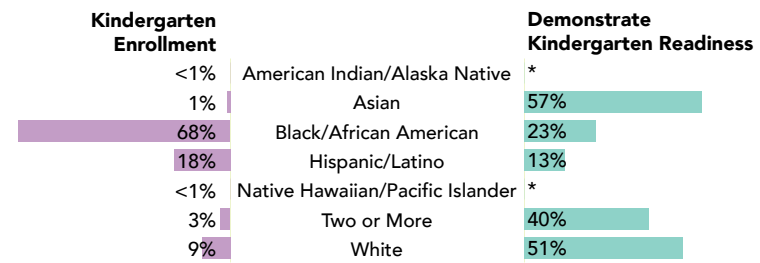 Kindergarten
Enrollment
Demonstrate
Kindergarten Readiness
<1% American Indian/Alaska Native *
1% Asian 57%
68% Black/African American 23%
18% Hispanic/Latino 13%
<1% Native Hawaiian/Pacific Islander *
3% Two or More 40%
9% White 51%